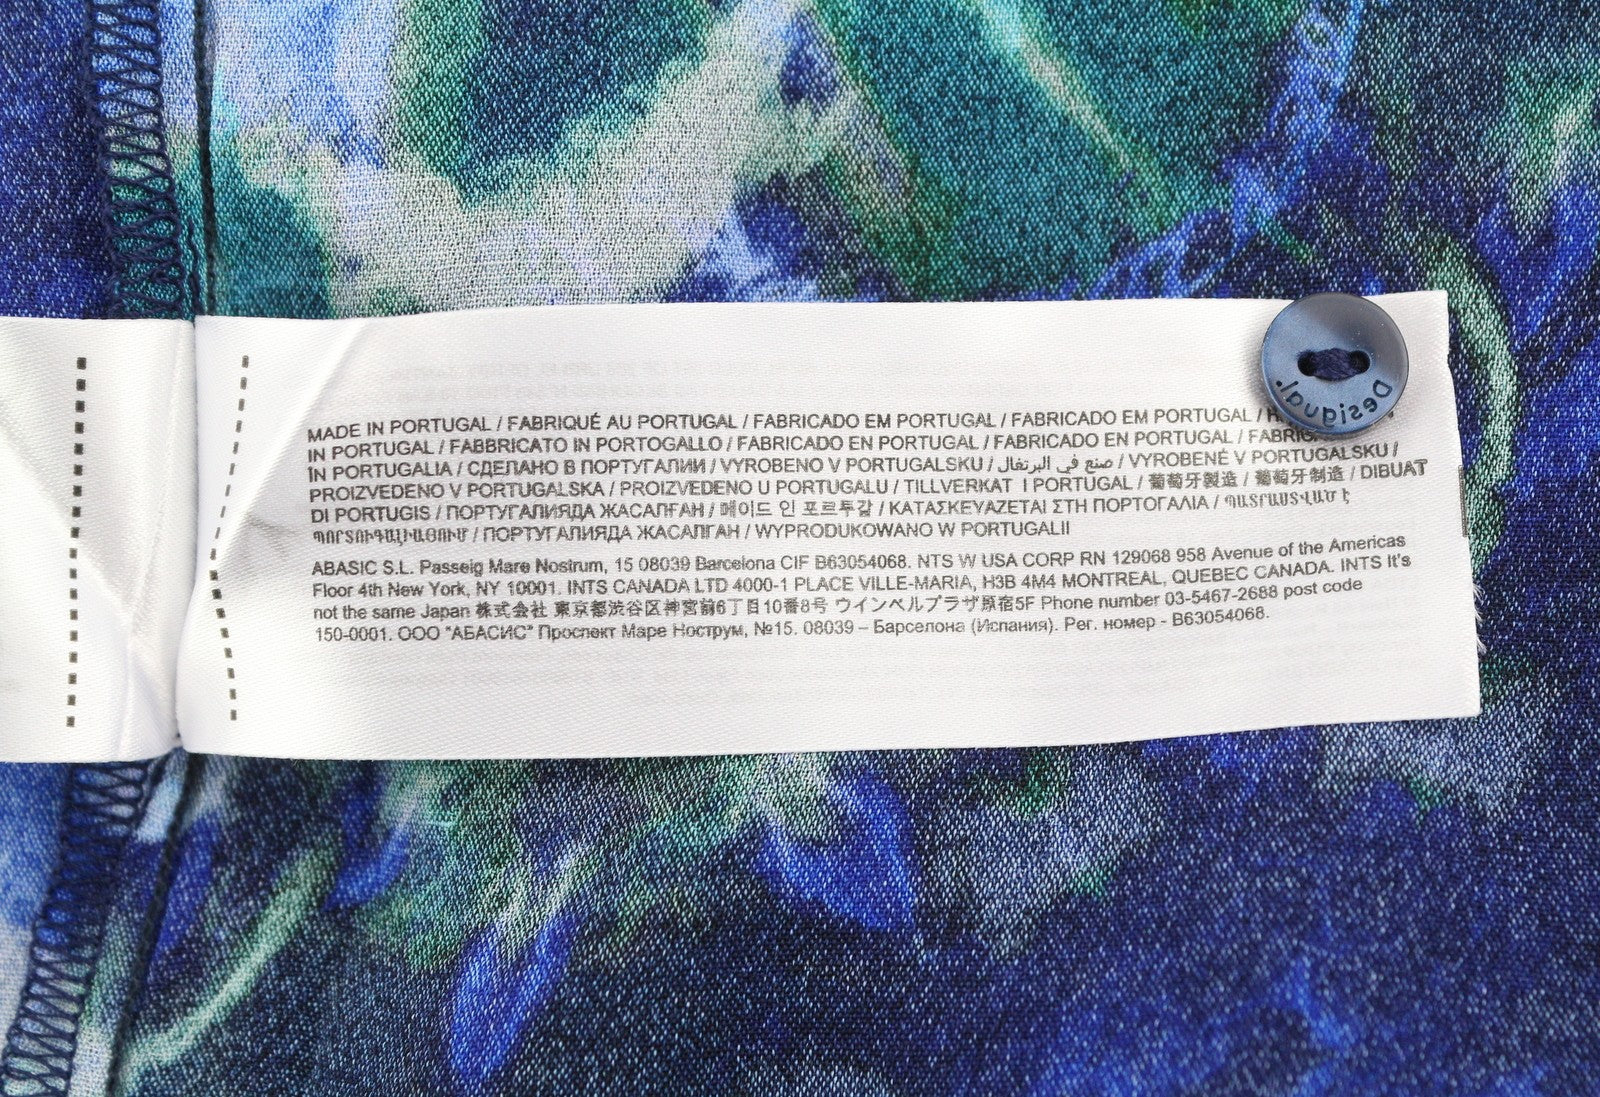 MADE IN PORTUGAL / FABRIQUÉ AU PORTUGAL / FABRICADO EM PORTUGAL / FABRICADO EM PORTUGAL /
IN PORTUGAL / FABBRICATO IN PORTOGALLO / FABRICADO EN PORTUGAL / FABRICADO EN PORTUGAL /
ÎN PORTUGALIA / СДЕЛАНО В ПОРТУГАЛИИ / VYROBENO V PORTUGALSKU / صنع في البرتغال / VYROBENÉ V PORTUGALSKU /
PROIZVEDENO V PORTUGALSKA / PROIZVEDENO U PORTUGALU / TILLVERKAT I PORTUGAL / 葡萄牙製造 / 葡萄牙制造 / DIBUAT
DI PORTUGIS / ПОРТУГАЛИЯДА ЖАСАЛҒАН / 메이드 인 포르투갈 / ΚΑΤΑΣΚΕΥΑΖΕΤΑΙ ΣΤΗ ΠΟΡΤΟΓΑΛΙΑ / ՊԱՏՐԱՍՏՎԱԾ Է
ՊՈՐՏՈՒԳԱԼԻԱՅՈՒՄ / ПОРТУГАЛИЯДА ЖАСАЛҒАН / WYPRODUKOWANO W PORTUGALII
ABASIC S.L. Passeig Mare Nostrum, 15 08039 Barcelona CIF B63054068. NTS W USA CORP RN 129068 958 Avenue of the Americas
Floor 4th New York, NY 10001. INTS CANADA LTD 4000-1 PLACE VILLE-MARIA, H3B 4M4 MONTREAL, QUEBEC CANADA. INTS It's
not the same Japan 株式会社 東京都渋谷区神宮前6丁目10番8号 ウインベルプラザ原宿5F Phone number 03-5467-2688 post code
150-0001. ООО "АБАСИС" Проспект Маре Нострум, №15. 08039 – Барселона (Испания). Рег. номер - B63054068.
Desigual.